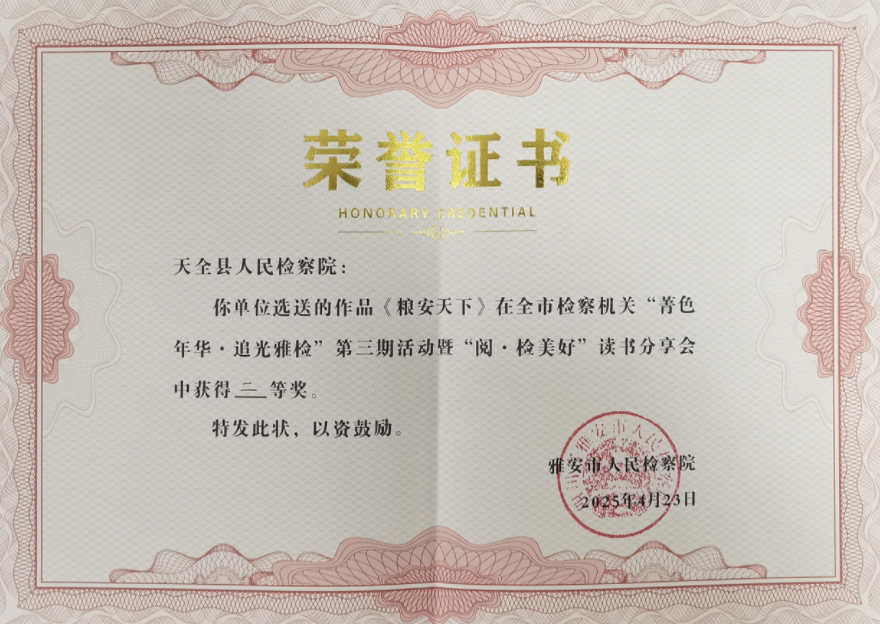 荣誉证书
HONORARY CREDENTIAL
天全县人民检察院：
你单位选送的作品《粮安天下》在全市检察机关“菁色
年华·追光雅检”第三期活动暨“阅·检美好”读书分享会
中获得三等奖。
特发此状，以资鼓励。
雅安市人民检察院
2025年4月23日